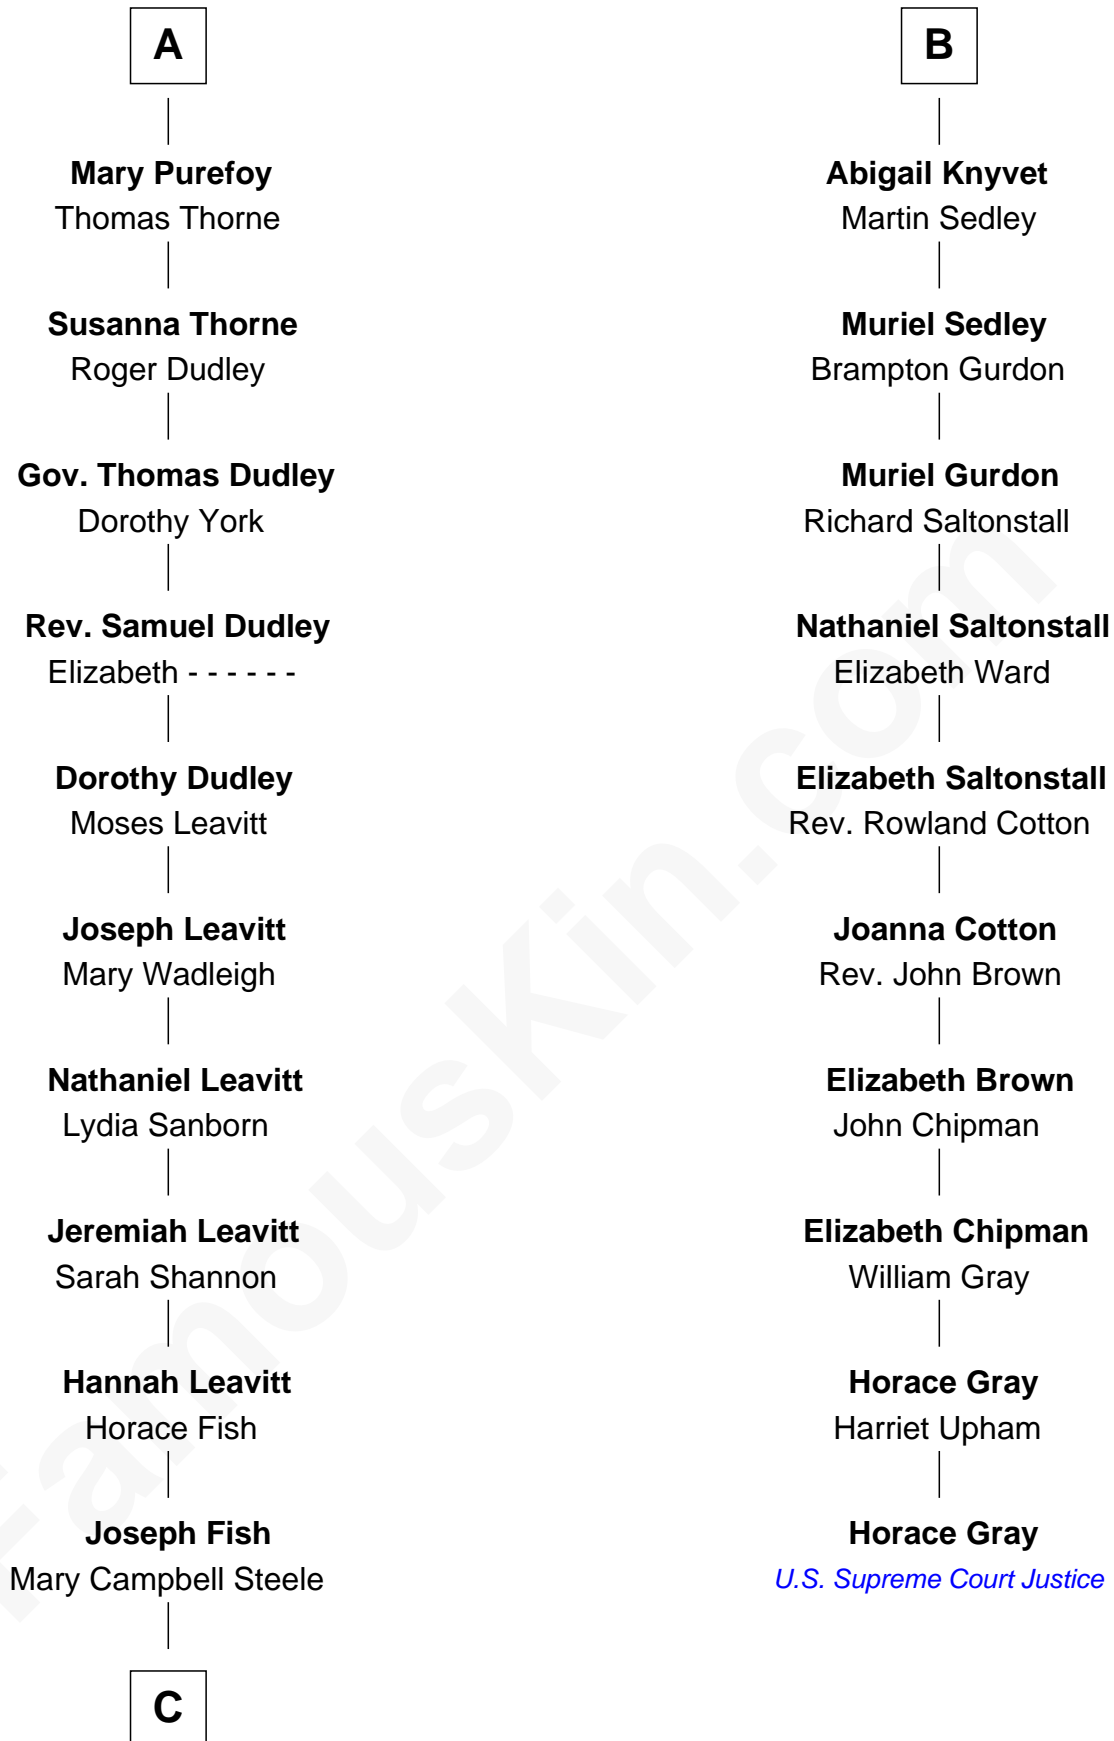 A
Mary Purefoy
Thomas Thorne
Susanna Thorne
Roger Dudley
Gov. Thomas Dudley
Dorothy York
Rev. Samuel Dudley
Elizabeth - - - - - -
Dorothy Dudley
Moses Leavitt
Joseph Leavitt
Mary Wadleigh
Nathaniel Leavitt
Lydia Sanborn
Jeremiah Leavitt
Sarah Shannon
Hannah Leavitt
Horace Fish
Joseph Fish
Mary Campbell Steele
C
B
Abigail Knyvet
Martin Sedley
Muriel Sedley
Brampton Gurdon
Muriel Gurdon
Richard Saltonstall
Nathaniel Saltonstall
Elizabeth Ward
Elizabeth Saltonstall
Rev. Rowland Cotton
Joanna Cotton
Rev. John Brown
Elizabeth Brown
John Chipman
Elizabeth Chipman
William Gray
Horace Gray
Harriet Upham
Horace Gray
U.S. Supreme Court Justice
FamousKin.com